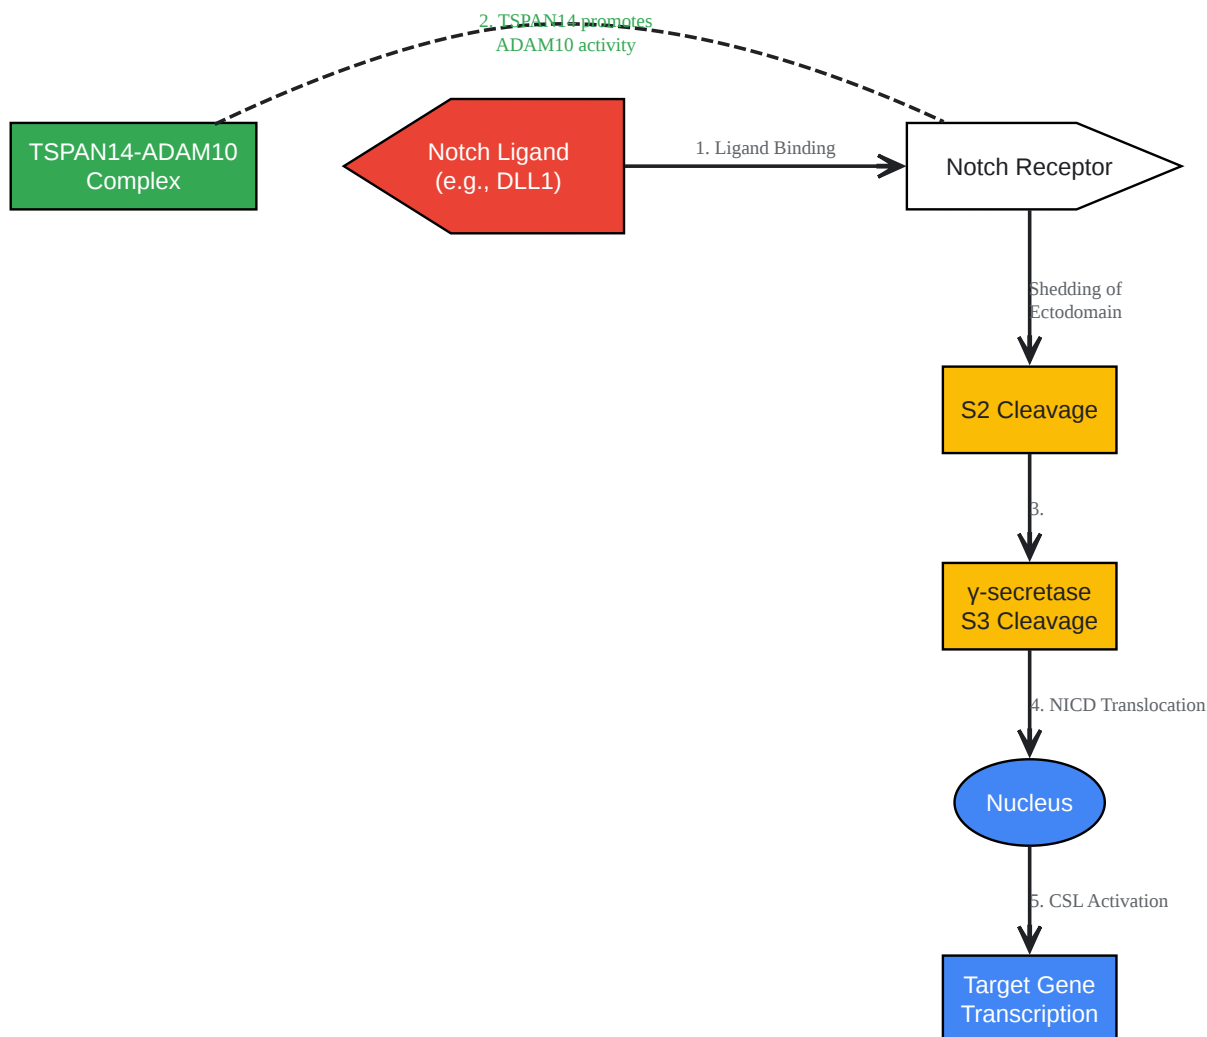 2. TSPAN14 promotes
ADAM10 activity
TSPAN14-ADAM10
Complex
Notch Ligand
(e.g., DLL1)
1. Ligand Binding
Notch Receptor
Shedding of
Ectodomain
S2 Cleavage
3.
γ-secretase
S3 Cleavage
4. NICD Translocation
Nucleus
5. CSL Activation
Target Gene
Transcription